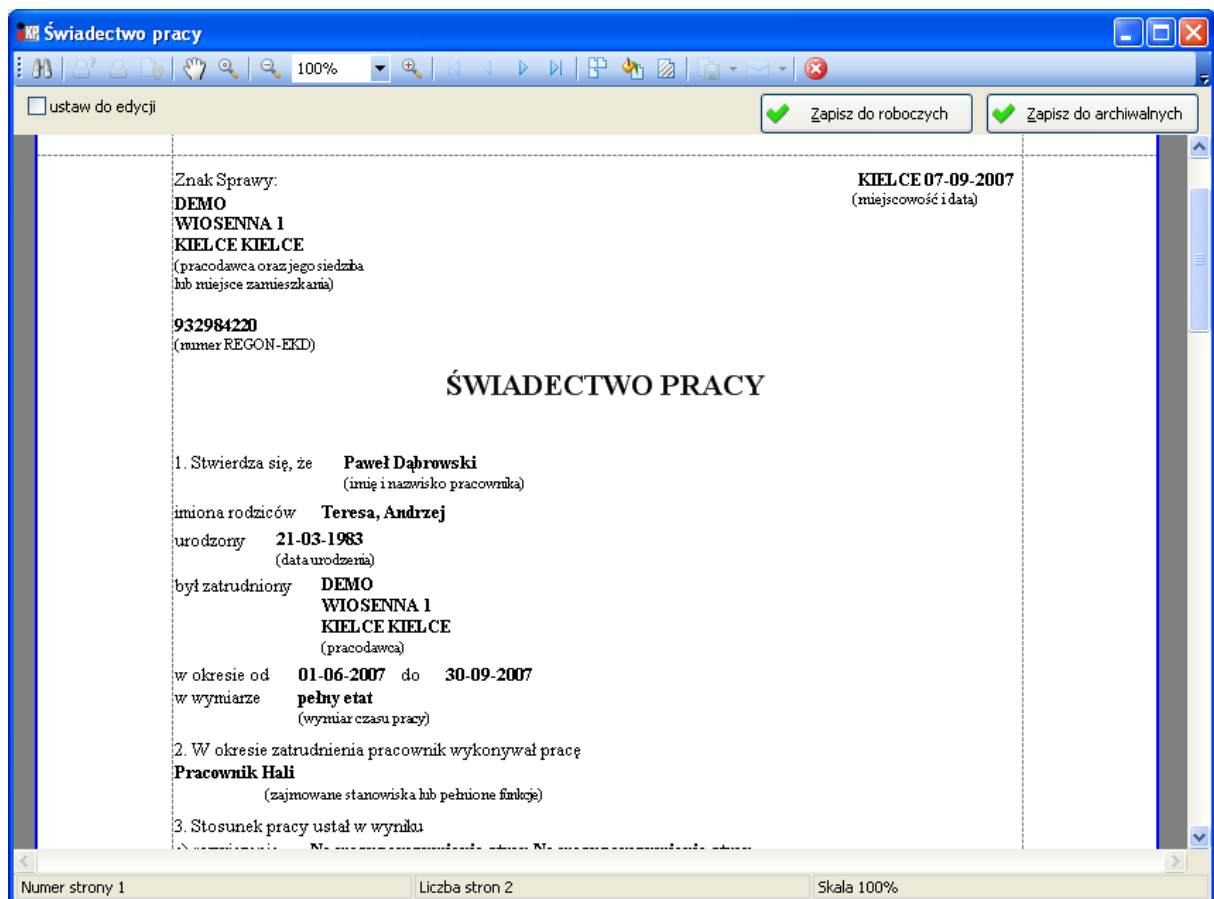 Świadectwo pracy
100%
ustaw do edycji
Zapisz do roboczych
Zapisz do archiwalnych
Znak Sprawy:
KIELCE 07-09-2007
(miejscowość i data)
DEMO
WIOSENNA 1
KIELCE KIELCE
(pracodawca oraz jego siedziba
lub miejsce zamieszkania)
932984220
(numer REGON-EKD)
ŚWIADECTWO PRACY
1. Stwierdza się, że Paweł Dąbrowski
(imię i nazwisko pracownika)
imiona rodziców Teresa, Andrzej
urodzony 21-03-1983
(data urodzenia)
był zatrudniony DEMO
WIOSENNA 1
KIELCE KIELCE
(pracodawca)
w okresie od 01-06-2007 do 30-09-2007
w wymiarze pełny etat
(wymiar czasu pracy)
2. W okresie zatrudnienia pracownik wykonywał pracę
Pracownik Hali
(zajmowane stanowiska lub pełnione funkcje)
3. Stosunek pracy ustał w wyniku
Numer strony 1
Liczba stron 2
Skala 100%